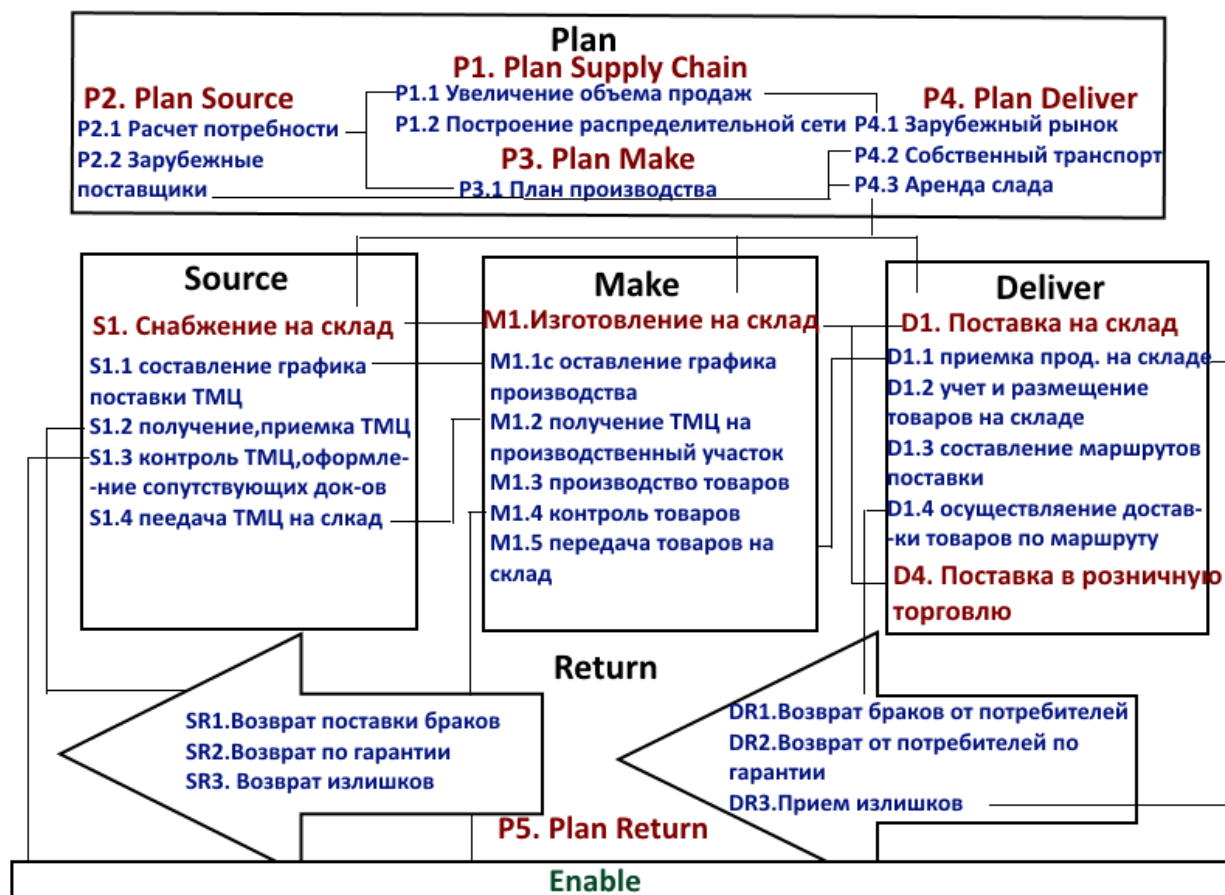 Plan
P1. Plan Supply Chain
P2. Plan Source
P1.1 Увеличение объема продаж
P4. Plan Deliver
P2.1 Расчет потребности
P1.2 Построение распределительной сети
P4.1 Зарубежный рынок
P2.2 Зарубежные
поставщики
P3. Plan Make
P3.1 План производства
P4.2 Собственный транспорт
P4.3 Аренда слада
Source
S1. Снабжение на склад
S1.1 составление графика
поставки ТМЦ
S1.2 получение,приемка ТМЦ
S1.3 контроль ТМЦ,оформле-
-ние сопутствующих док-ов
S1.4 пеедача ТМЦ на слкад
Make
M1.Изготовление на склад
M1.1с оставление графика
производства
M1.2 получение ТМЦ на
производственный участок
M1.3 производство товаров
M1.4 контроль товаров
M1.5 передача товаров на
склад
Deliver
D1. Поставка на склад
D1.1 приемка прод. на складе
D1.2 учет и размещение
товаров на складе
D1.3 составление маршрутов
поставки
D1.4 осуществляение достав-
-ки товаров по маршруту
D4. Поставка в розничную
торговлю
Return
SR1.Возврат поставки браков
SR2.Возврат по гарантии
SR3. Возврат излишков
DR1.Возврат браков от потребителей
DR2.Возврат от потребителей по
гарантии
DR3.Прием излишков
P5. Plan Return
Enable